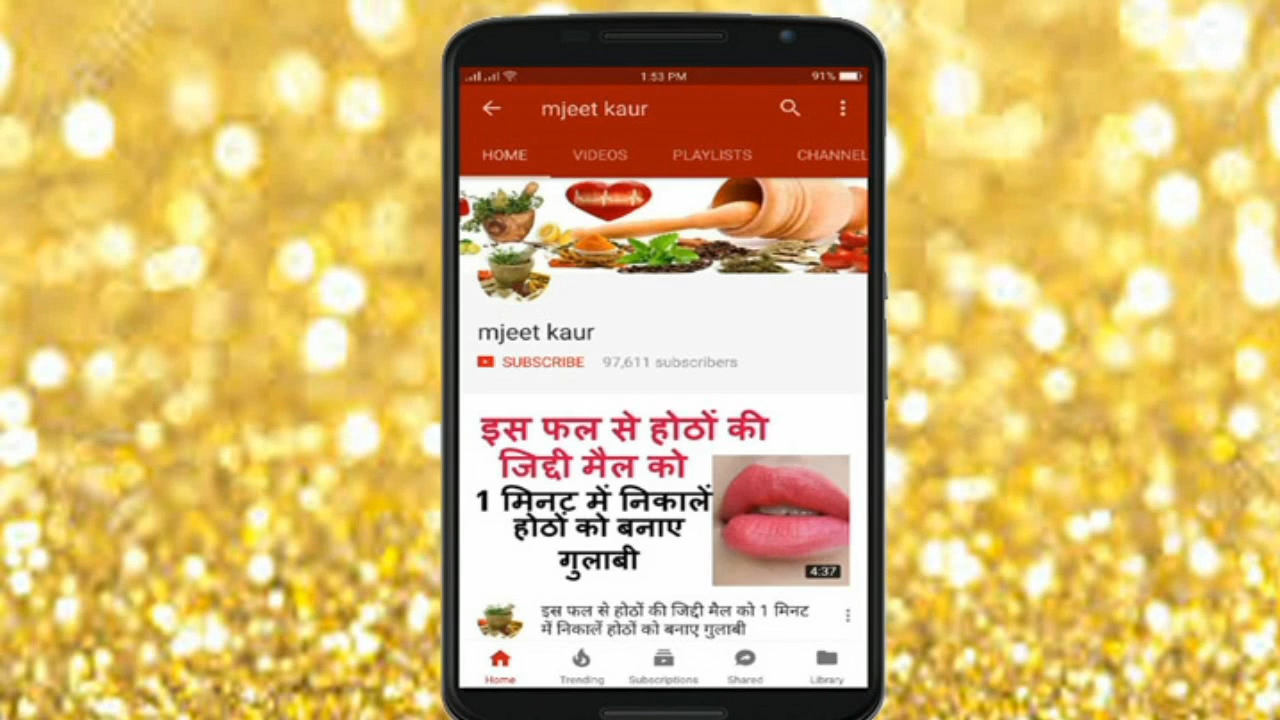 1:53 PM 91%
mjeet kaur
HOME VIDEOS PLAYLISTS CHANNEL
mjeet kaur
SUBSCRIBE 97,611 subscribers
इस फल से होठों की
जिद्दी मैल को
1 मिनट में निकालें
होठों को बनाए
गुलाबी
4:37
इस फल से होठों की जिद्दी मैल को 1 मिनट
में निकालें होठों को बनाए गुलाबी
Home Trending Subscriptions Shared Library